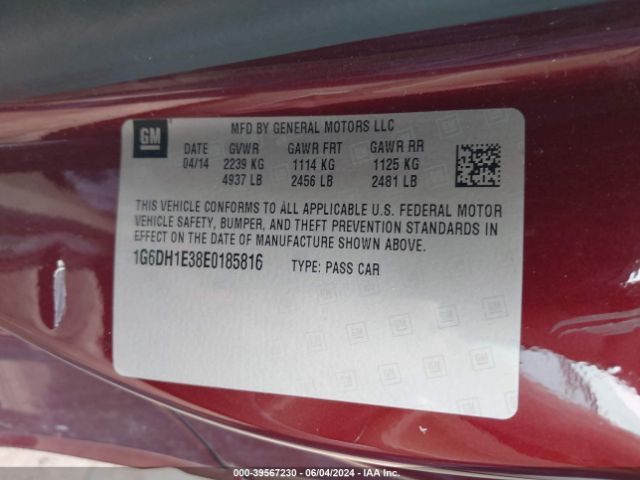 GM
MFD BY GENERAL MOTORS LLC
DATE GVWR GAWR FRT GAWR RR
04/14 2239 KG 1114 KG 1125 KG
4937 LB 2456 LB 2481 LB
THIS VEHICLE CONFORMS TO ALL APPLICABLE U.S. FEDERAL MOTOR
VEHICLE SAFETY, BUMPER, AND THEFT PREVENTION STANDARDS IN
EFFECT ON THE DATE OF MANUFACTURE SHOWN ABOVE.
1G6DH1E38E0185816 TYPE: PASS CAR
000-39567230 - 06/04/2024 - IAA Inc.